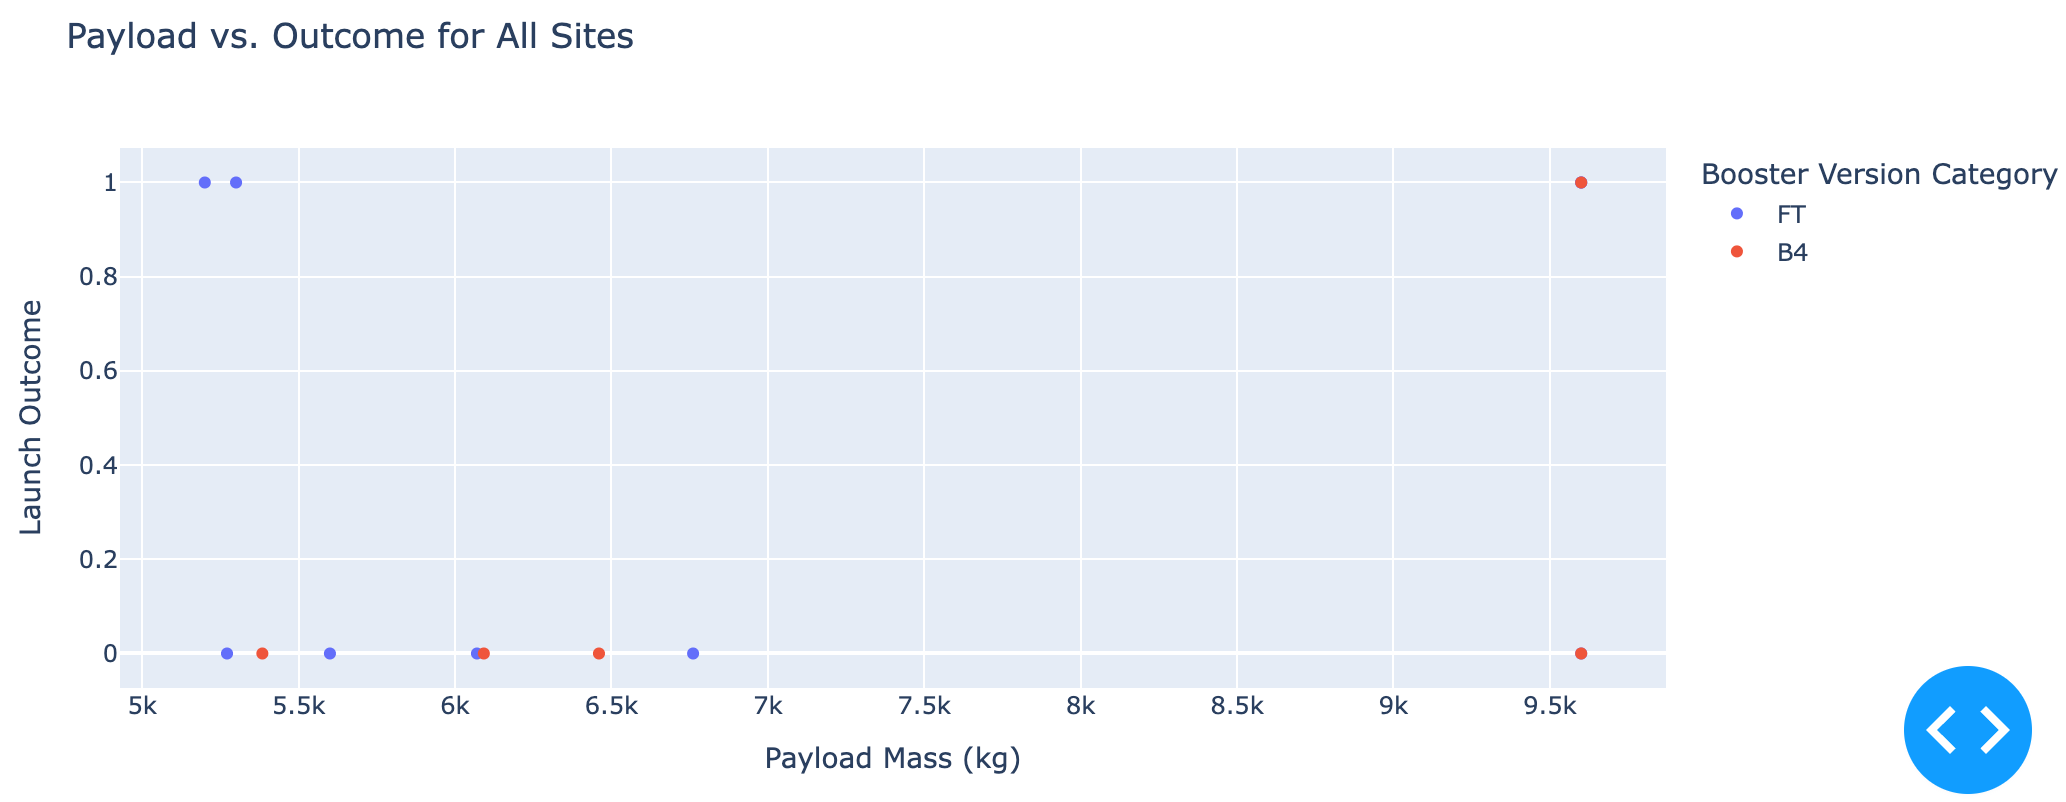 Payload vs. Outcome for All Sites
Launch Outcome
1
0.8
0.6
0.4
0.2
0
5k 5.5k 6k 6.5k 7k 7.5k 8k 8.5k 9k 9.5k
Payload Mass (kg)
Booster Version Category
FT
B4